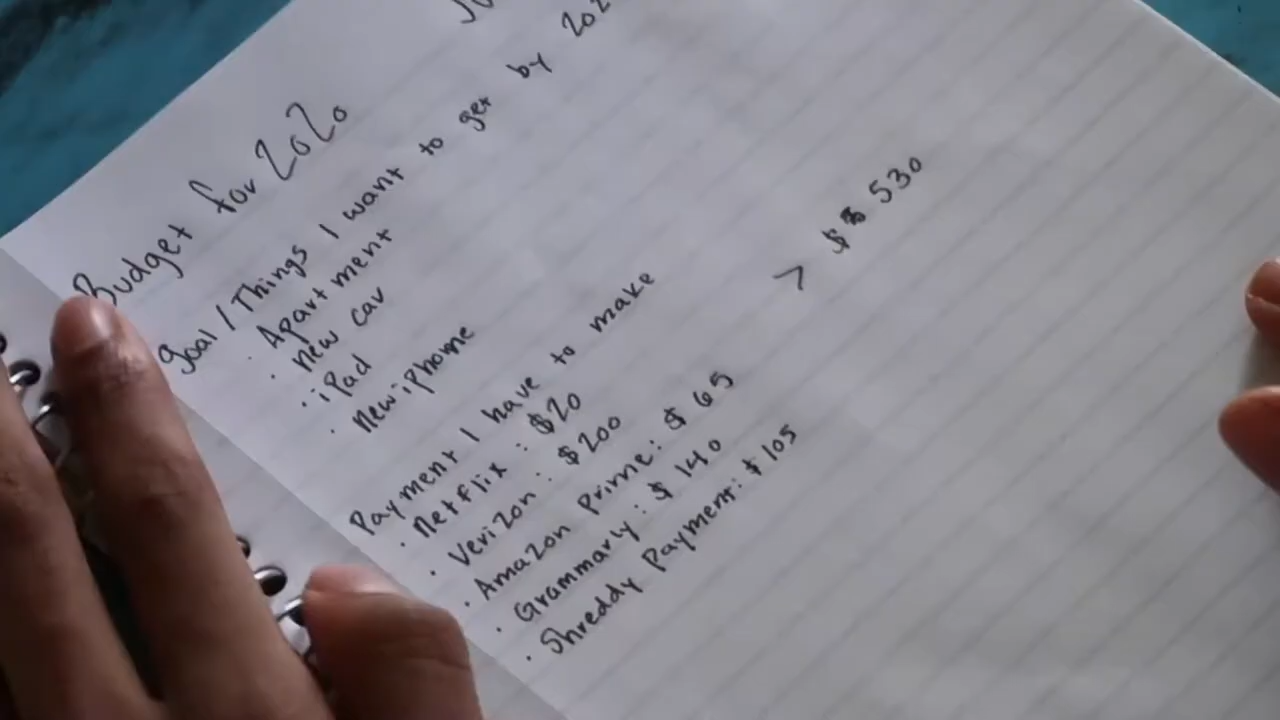 Budget for 2020
Goal / Things I want to get by
· Apartment
· New car
· iPad
· New iphone
Payment I have to make
· Netflix : $20
· Verizon : $200
· Amazon Prime : $65
· Grammarly : $140
· Shreddy Payment : $105
> $ 530